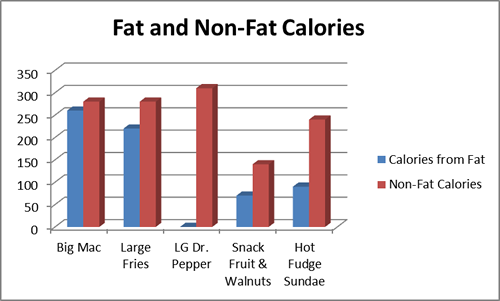 Fat and Non-Fat Calories
350
300
250
200
150
100
50
0
Big Mac
Large
Fries
LG Dr.
Pepper
Snack
Fruit &
Walnuts
Hot
Fudge
Sundae
Calories from Fat
Non-Fat Calories